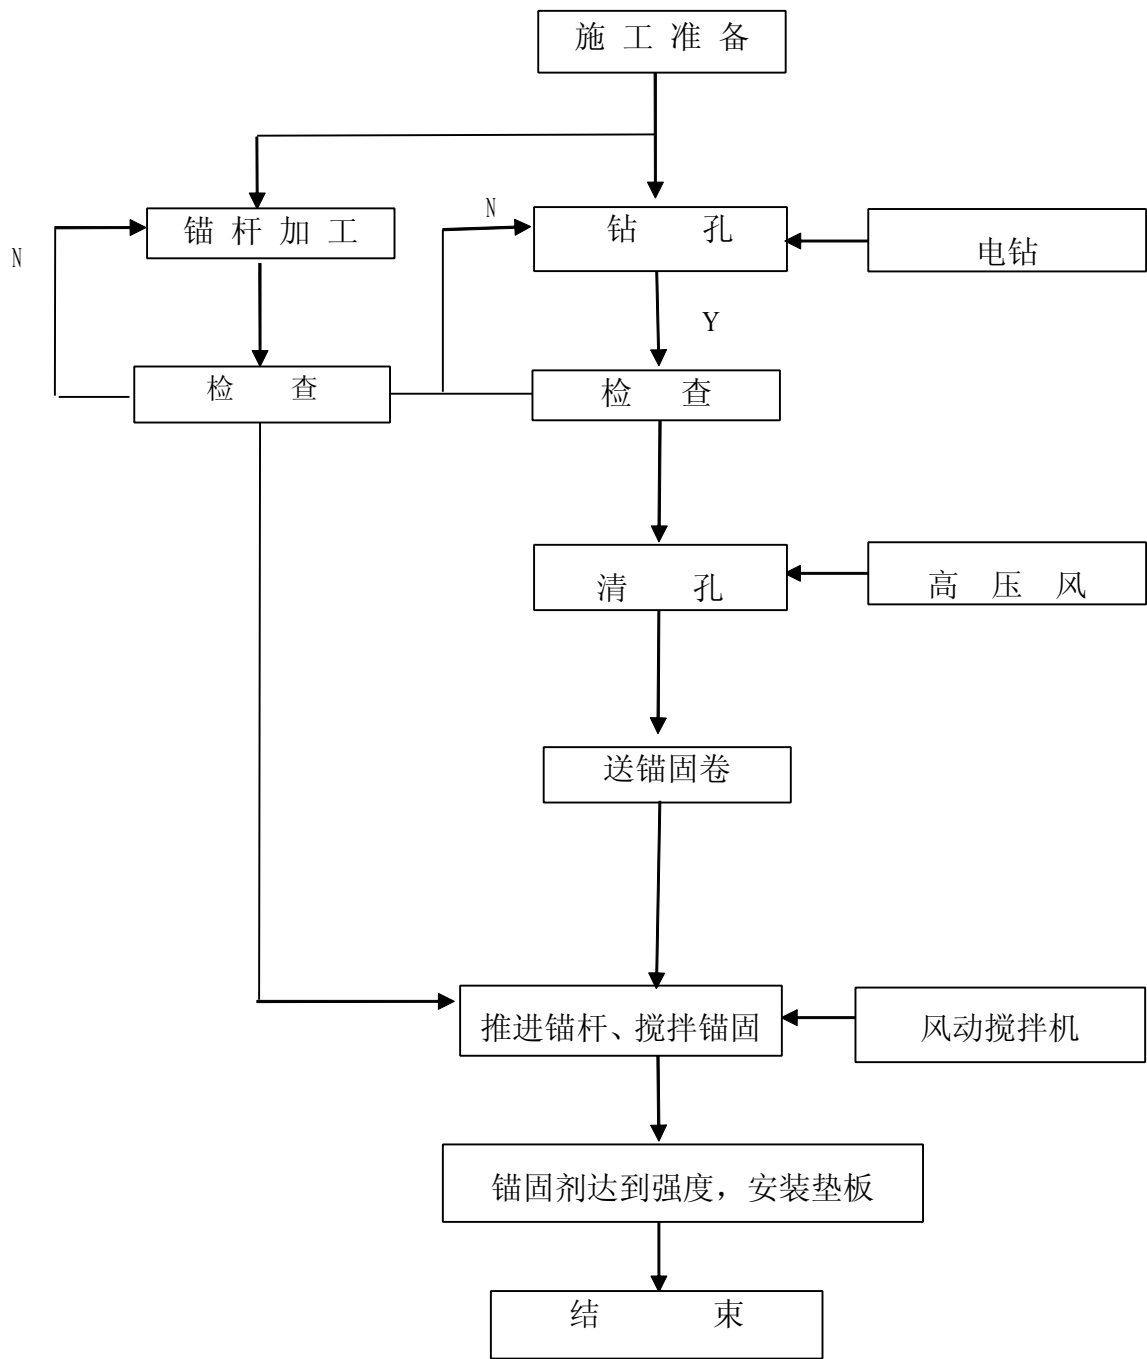 施 工 准 备
N
锚 杆 加 工
钻 孔
N
电钻
Y
检 查
检 查
清 孔
高 压 风
送锚固卷
推进锚杆、搅拌锚固
风动搅拌机
锚固剂达到强度，安装垫板
结 束